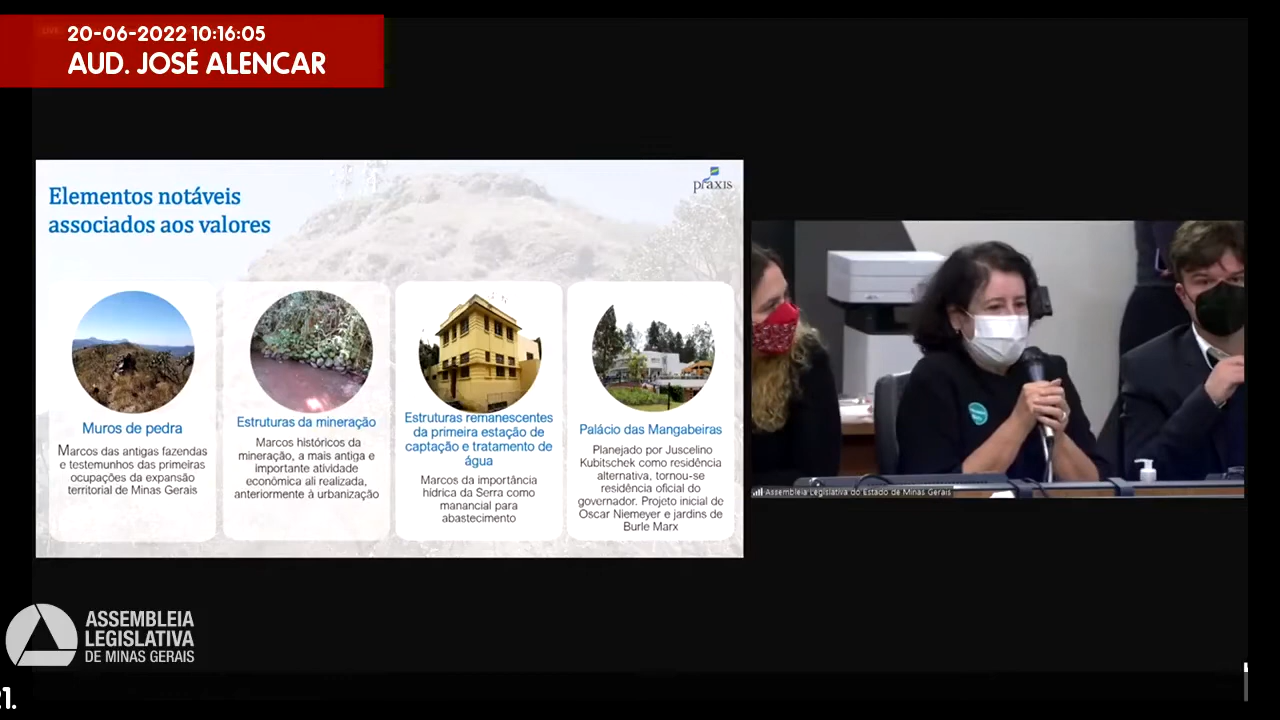 20-06-2022 10:16:05
AUD. JOSÉ ALENCAR
práxis
Elementos notáveis
associados aos valores
Muros de pedra
Marcos das antigas fazendas
e testemunhos das primeiras
ocupações da expansão
territorial de Minas Gerais
Estruturas da mineração
Marcos históricos da
mineração, a mais antiga e
importante atividade
econômica ali realizada,
anteriormente à urbanização
Estruturas remanescentes
da primeira estação de
captação e tratamento de
água
Marcos da importância
hídrica da Serra como
manancial para
abastecimento
Palácio das Mangabeiras
Planejado por Juscelino
Kubitschek como residência
alternativa, tornou-se
residência oficial do
governador. Projeto inicial de
Oscar Niemeyer e jardins de
Burle Marx
Assembleia Legislativa do Estado de Minas Gerais
ASSEMBLEIA
LEGISLATIVA
DE MINAS GERAIS
1.